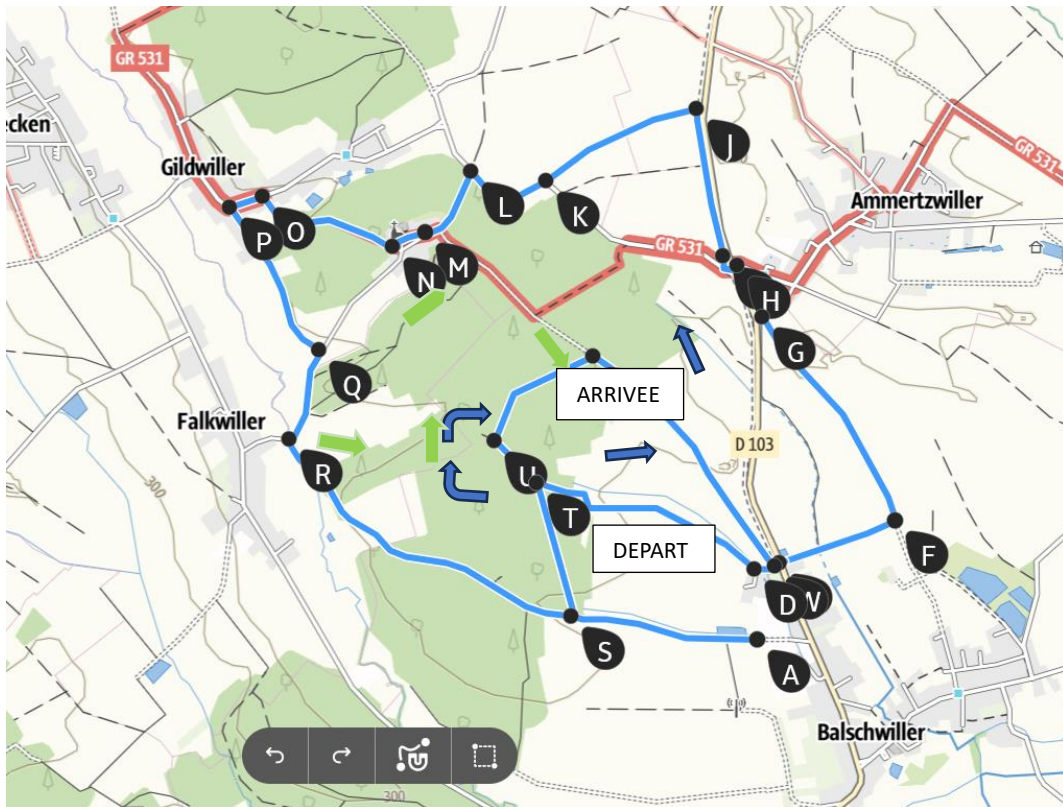 GR 531
ecken
Gildwiller
J
GR 531
Ammertzwiller
L
K
P
O
GR 531
N
M
H
G
ARRIVEE
Q
Falkwiller
D 103
R
U
T
300
DEPART
F
D
W
S
A
Balschwiller
300